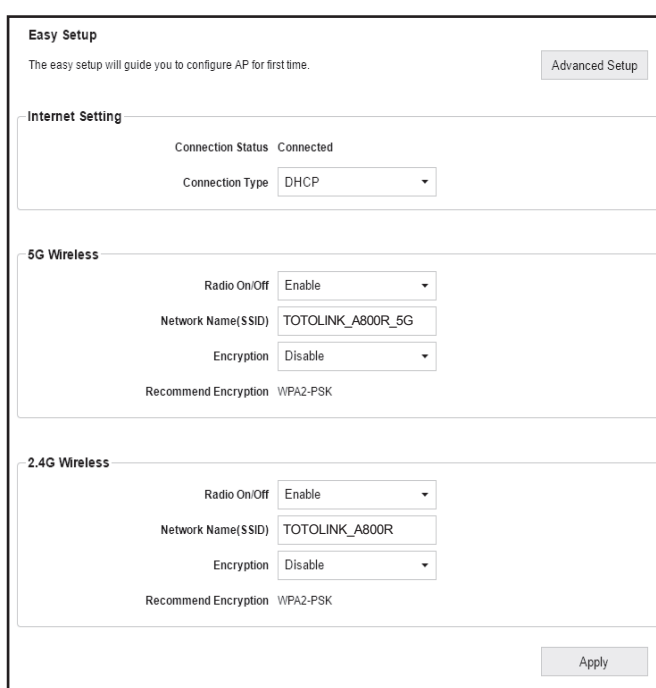 Easy Setup
The easy setup will guide you to configure AP for first time.
Advanced Setup
Internet Setting
Connection Status Connected
Connection Type DHCP
5G Wireless
Radio On/Off Enable
Network Name(SSID) TOTOLINK_A800R_5G
Encryption Disable
Recommend Encryption WPA2-PSK
2.4G Wireless
Radio On/Off Enable
Network Name(SSID) TOTOLINK_A800R
Encryption Disable
Recommend Encryption WPA2-PSK
Apply